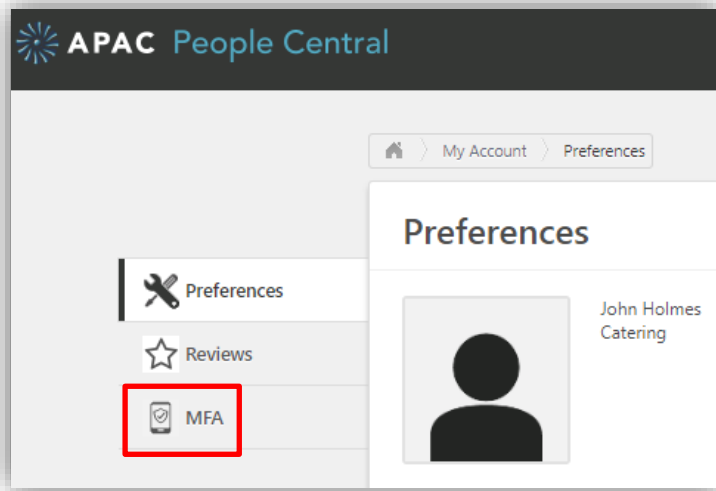 APAC People Central
My Account Preferences
Preferences
John Holmes
Catering
Preferences
Reviews
MFA